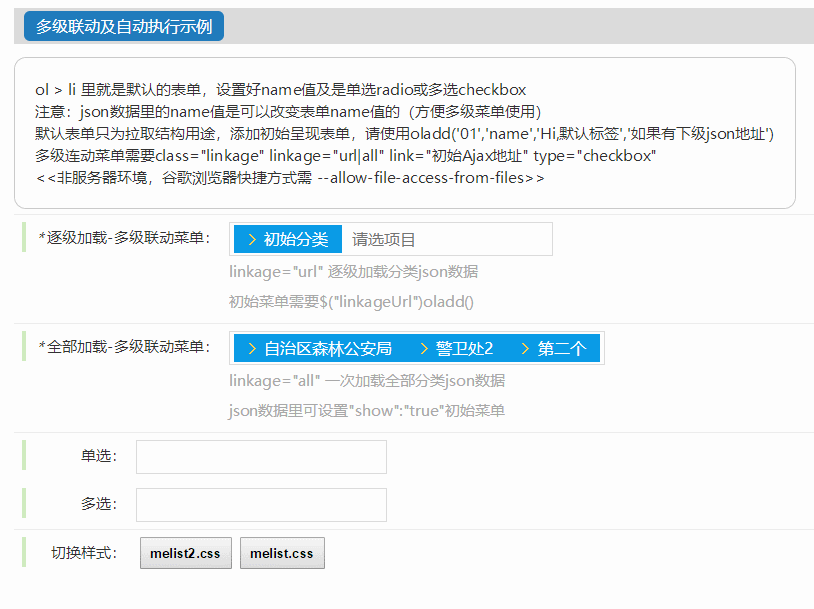 多级联动及自动执行示例
ol > li 里就是默认的表单，设置好name值及是单选radio或多选checkbox
注意：json数据里的name值是可以改变表单name值的（方便多级菜单使用）
默认表单只为拉取结构用途，添加初始呈现表单，请使用oladd('01','name','Hi,默认标签','如果有下级json地址')
多级连动菜单需要class="linkage" linkage="url|all" link="初始Ajax地址" type="checkbox"
<<非服务器环境，谷歌浏览器快捷方式需 --allow-file-access-from-files>>
*逐级加载-多级联动菜单： > 初始分类 请选项目
linkage="url" 逐级加载分类json数据
初始菜单需要$("linkageUrl")oladd()
*全部加载-多级联动菜单： > 自治区森林公安局 > 警卫处2 > 第二个
linkage="all" 一次加载全部分类json数据
json数据里可设置"show":"true"初始菜单
单选：
多选：
切换样式： melist2.css melist.css